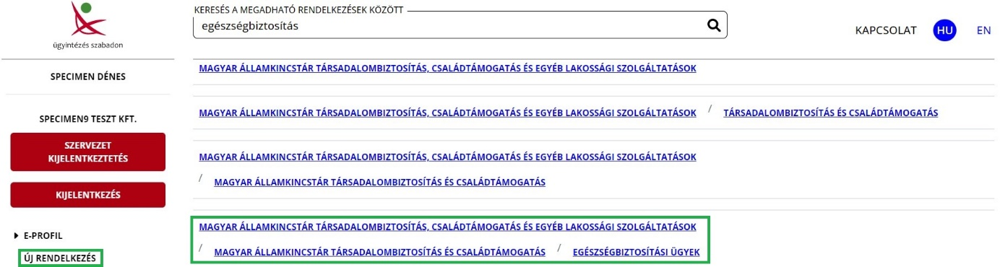 ügyintézés szabadon
SPECIMEN DÉNES
SPECIMEN9 TESZT KFT.
SZERVEZET
KIJELENTKEZTETÉS
KIJELENTKEZÉS
E-PROFIL
ÚJ RENDELKEZÉS
KERESÉS A MEGADHATÓ RENDELKEZÉSEK KÖZÖTT
egészségbiztosítás
KAPCSOLAT HU EN
MAGYAR ÁLLAMKINCSTÁR TÁRSADALOMBIZTOSÍTÁS, CSALÁDTÁMOGATÁS ÉS EGYÉB LAKOSSÁGI SZOLGÁLTATÁSOK
MAGYAR ÁLLAMKINCSTÁR TÁRSADALOMBIZTOSÍTÁS, CSALÁDTÁMOGATÁS ÉS EGYÉB LAKOSSÁGI SZOLGÁLTATÁSOK / TÁRSADALOMBIZTOSÍTÁS ÉS CSALÁDTÁMOGATÁS
MAGYAR ÁLLAMKINCSTÁR TÁRSADALOMBIZTOSÍTÁS, CSALÁDTÁMOGATÁS ÉS EGYÉB LAKOSSÁGI SZOLGÁLTATÁSOK
/ MAGYAR ÁLLAMKINCSTÁR TÁRSADALOMBIZTOSÍTÁS ÉS CSALÁDTÁMOGATÁS
MAGYAR ÁLLAMKINCSTÁR TÁRSADALOMBIZTOSÍTÁS, CSALÁDTÁMOGATÁS ÉS EGYÉB LAKOSSÁGI SZOLGÁLTATÁSOK
/ MAGYAR ÁLLAMKINCSTÁR TÁRSADALOMBIZTOSÍTÁS ÉS CSALÁDTÁMOGATÁS / EGÉSZSÉGBIZTOSÍTÁSI ÜGYEK